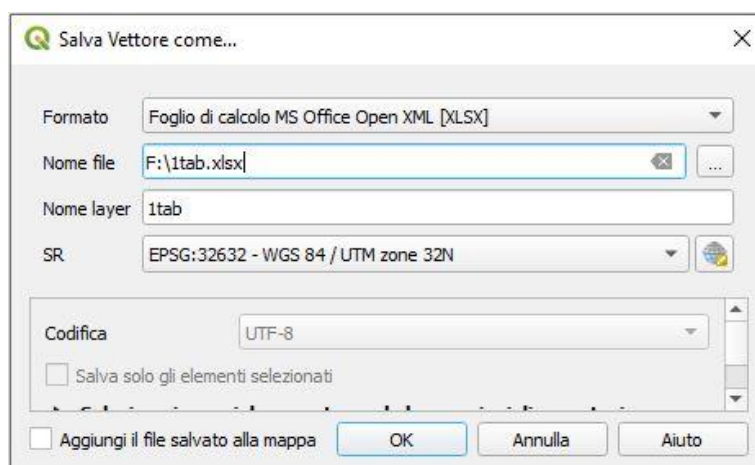 Salva Vettore come...
Formato Foglio di calcolo MS Office Open XML [XLSX]
Nome file F:\1tab.xlsx ...
Nome layer 1tab
SR EPSG:32632 - WGS 84 / UTM zone 32N
Codifica UTF-8
Salva solo gli elementi selezionati
Aggiungi il file salvato alla mappa OK Annulla Aiuto